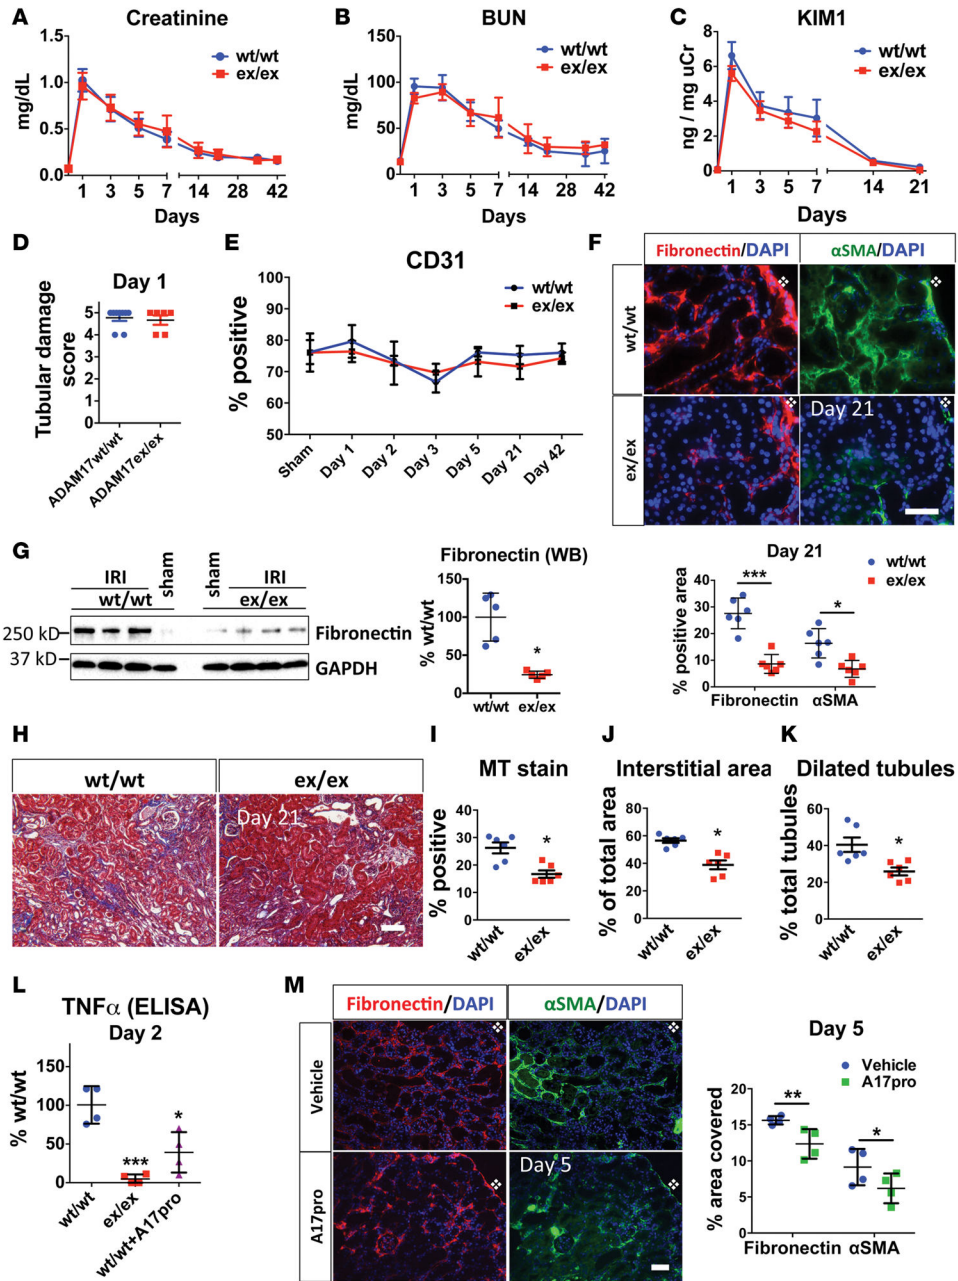 A
Creatinine
mg/dL
1.5
1.0
0.5
0.0
wt/wt
ex/ex
1 3 5 7 14 28 42
Days
B
BUN
mg/dL
150
100
50
0
wt/wt
ex/ex
1 3 5 7 14 28 42
Days
C
KIM1
ng / mg uCr
8
6
4
2
0
wt/wt
ex/ex
1 3 5 7 14 21
Days
D
Day 1
Tubular damage
score
5
4
3
2
1
0
ADAM17wt/wt
ADAM17ex/ex
E
CD31
% positive
100
90
80
70
60
50
wt/wt
ex/ex
Sham
Day 1
Day 2
Day 3
Day 5
Day 21
Day 42
F
Fibronectin/DAPI
αSMA/DAPI
wt/wt
ex/ex
Day 21
Day 21
% positive area
40
30
20
10
0
wt/wt
ex/ex
***
*
Fibronectin αSMA
G
IRI
wt/wt
sham
sham
IRI
ex/ex
250 kD
37 kD
Fibronectin
GAPDH
Fibronectin (WB)
% wt/wt
150
100
50
0
*
wt/wt ex/ex
H
wt/wt
ex/ex
Day 21
I
MT stain
% positive
40
30
20
10
0
*
wt/wt
ex/ex
J
Interstitial area
% of total area
80
60
40
20
0
*
wt/wt
ex/ex
K
Dilated tubules
% total tubules
60
40
20
0
*
wt/wt
ex/ex
L
TNFα (ELISA)
Day 2
% wt/wt
150
100
50
0
***
*
wt/wt
ex/ex
wt/wt+A17pro
M
Fibronectin/DAPI
αSMA/DAPI
Vehicle
A17pro
Day 5
Day 5
% area covered
20
15
10
5
0
Vehicle
A17pro
**
*
Fibronectin αSMA